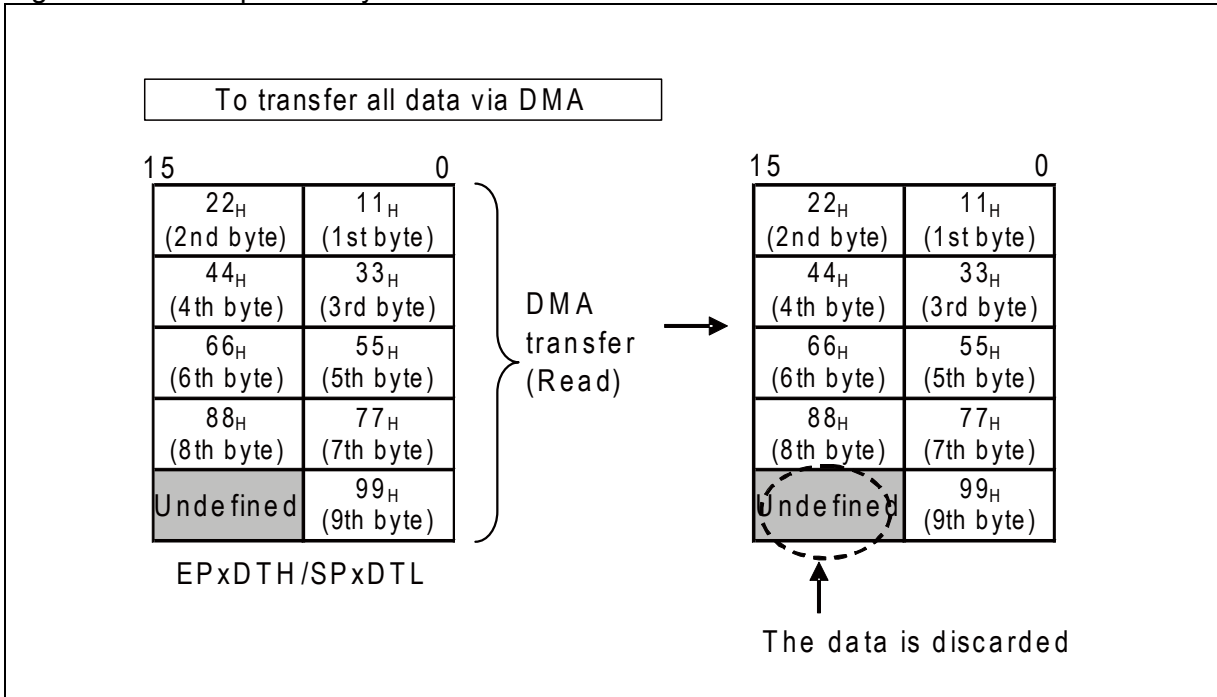 To transfer all data via DMA
15 0
22H 11H
(2nd byte) (1st byte)
44H 33H
(4th byte) (3rd byte)
66H 55H
(6th byte) (5th byte)
88H 77H
(8th byte) (7th byte)
Undefined 99H
(9th byte)
EPxDTH/SPxDTL
DMA
transfer
(Read)
15 0
22H 11H
(2nd byte) (1st byte)
44H 33H
(4th byte) (3rd byte)
66H 55H
(6th byte) (5th byte)
88H 77H
(8th byte) (7th byte)
Undefined 99H
(9th byte)
The data is discarded